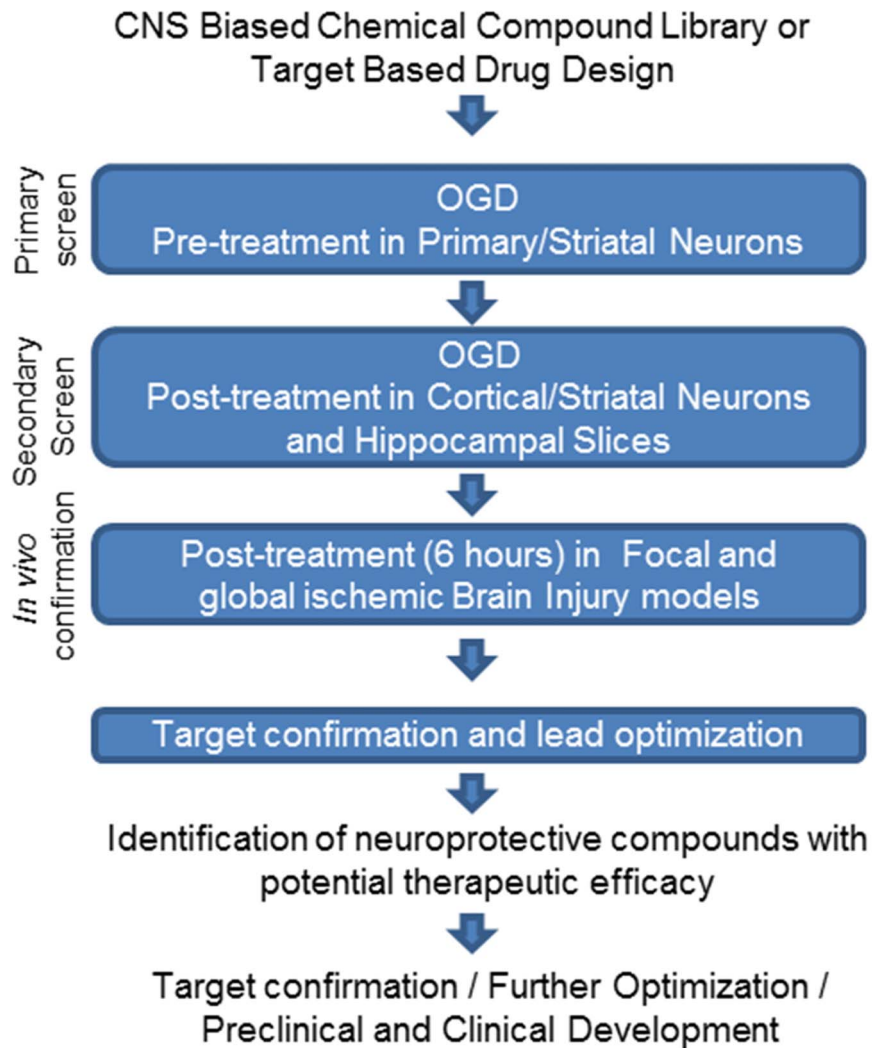 CNS Biased Chemical Compound Library or
Target Based Drug Design
Primary
screen
OGD
Pre-treatment in Primary/Striatal Neurons
Secondary
Screen
OGD
Post-treatment in Cortical/Striatal Neurons
and Hippocampal Slices
In vivo
confirmation
Post-treatment (6 hours) in Focal and
global ischemic Brain Injury models
Target confirmation and lead optimization
Identification of neuroprotective compounds with
potential therapeutic efficacy
Target confirmation / Further Optimization /
Preclinical and Clinical Development